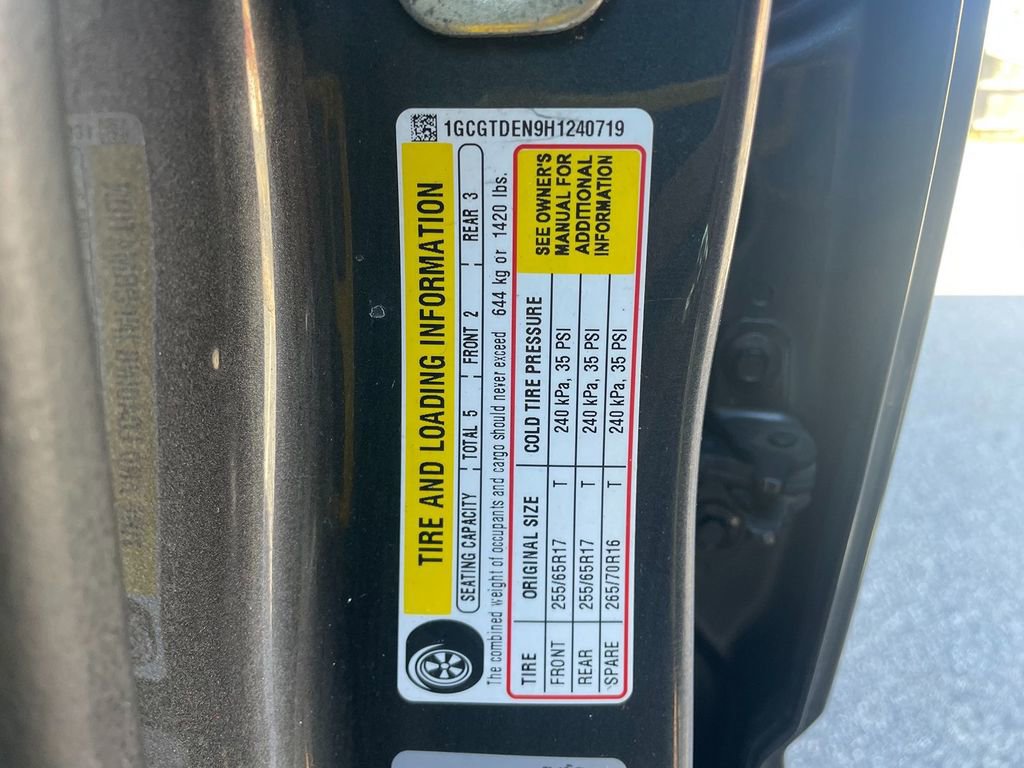 1GCGTDEN9H1240719
TIRE AND LOADING INFORMATION
SEATING CAPACITY TOTAL 5 FRONT 2 REAR 3
The combined weight of occupants and cargo should never exceed 644 kg or 1420 lbs.
TIRE ORIGINAL SIZE COLD TIRE PRESSURE
FRONT 255/65R17 T 240 kPa, 35 PSI
REAR 255/65R17 T 240 kPa, 35 PSI
SPARE 265/70R16 T 240 kPa, 35 PSI
SEE OWNER'S
MANUAL FOR
ADDITIONAL
INFORMATION